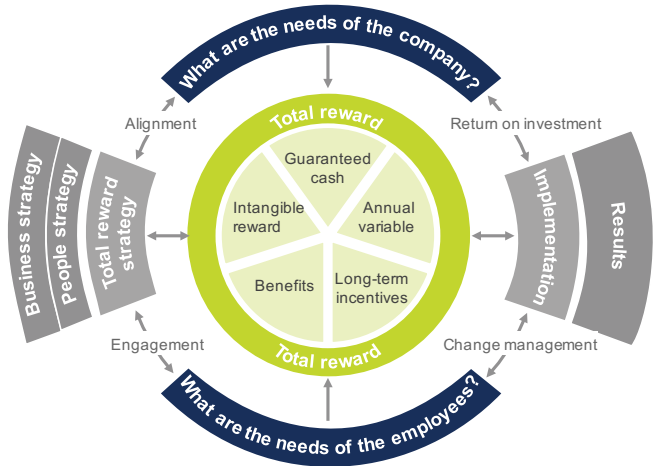 What are the needs of the company?
Alignment
Return on investment
Total reward
Guaranteed
cash
Intangible
reward
Annual
variable
Benefits
Long-term
incentives
Total reward
Business strategy
People strategy
Total reward
strategy
Implementation
Results
Engagement
Change management
What are the needs of the employees?